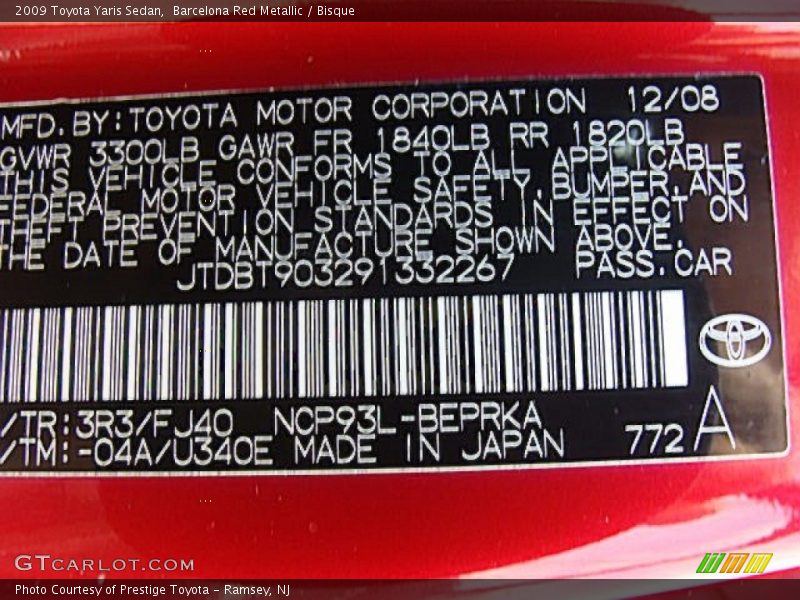 2009 Toyota Yaris Sedan, Barcelona Red Metallic / Bisque
MFD. BY: TOYOTA MOTOR CORPORATION 12/08
GVWR 3300LB GAWR FR 1840LB RR 1820LB
THIS VEHICLE CONFORMS TO ALL APPLICABLE
FEDERAL MOTOR VEHICLE SAFETY, BUMPER, AND
THEFT PREVENTION STANDARDS IN EFFECT ON
THE DATE OF MANUFACTURE SHOWN ABOVE.
JTDBT903291332267 PASS. CAR
/TR: 3R3/FJ40 NCP93L-BEPRKA
/TM: -04A/U340E MADE IN JAPAN 772 A
GTCARLOT.COM
Photo Courtesy of Prestige Toyota - Ramsey, NJ